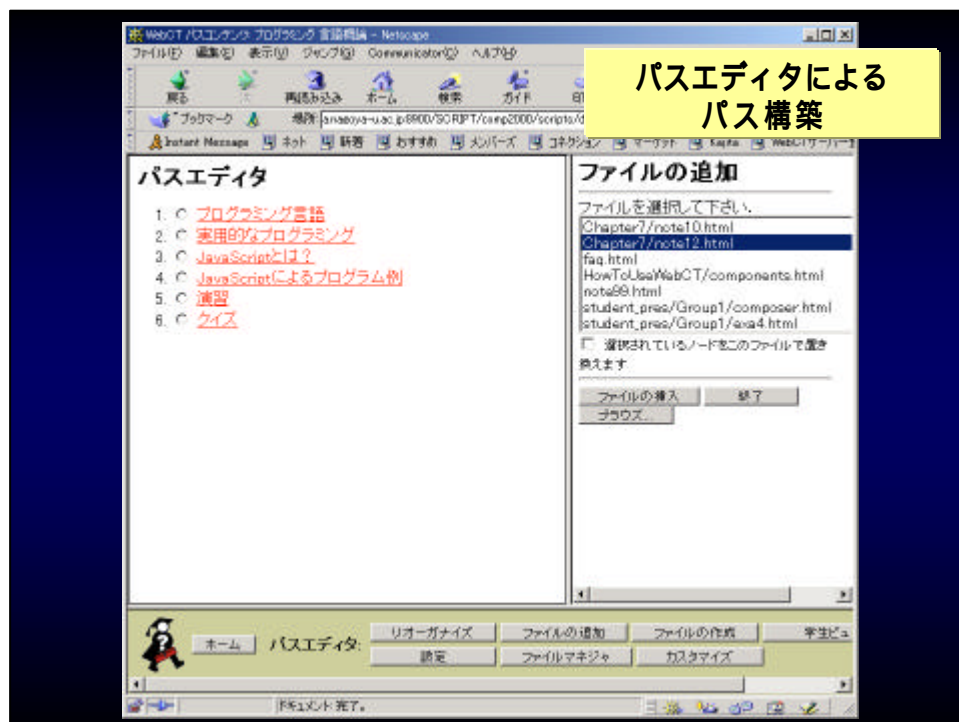 WebCT パスエンテンツ: プログラミング 言語概論 - Netscape
ファイル(F) 編集(E) 表示(V) ジャンプ(G) Communicator(C) ヘルプ(H)
パスエディタによる
パス構築
戻る 再読み込み ホーム 検索 ガイド
ブックマーク 場所:
Instant Message ネット 新着 おすすめ メンバーズ
パスエディタ
1. プログラミング言語
2. 実用的なプログラミング
3. JavaScriptとは？
4. JavaScriptによるプログラム例
5. 演習
6. クイズ
ファイルの追加
ファイルを選択して下さい.
Chapter7/note10.html
Chapter7/note12.html
faq.html
HowToUseWebCT/components.html
note99.html
student_pres/Group1/composer.html
student_pres/Group1/exa4.html
選択されているノードをこのファイルで置き
換えます
ファイルの挿入 終了
ブラウズ...
ホーム パスエディタ:
リオーガナイズ ファイルの追加 ファイルの作成 学生ビュ
設定 ファイルマネジャ カスタマイズ
ドキュメント: 完了。